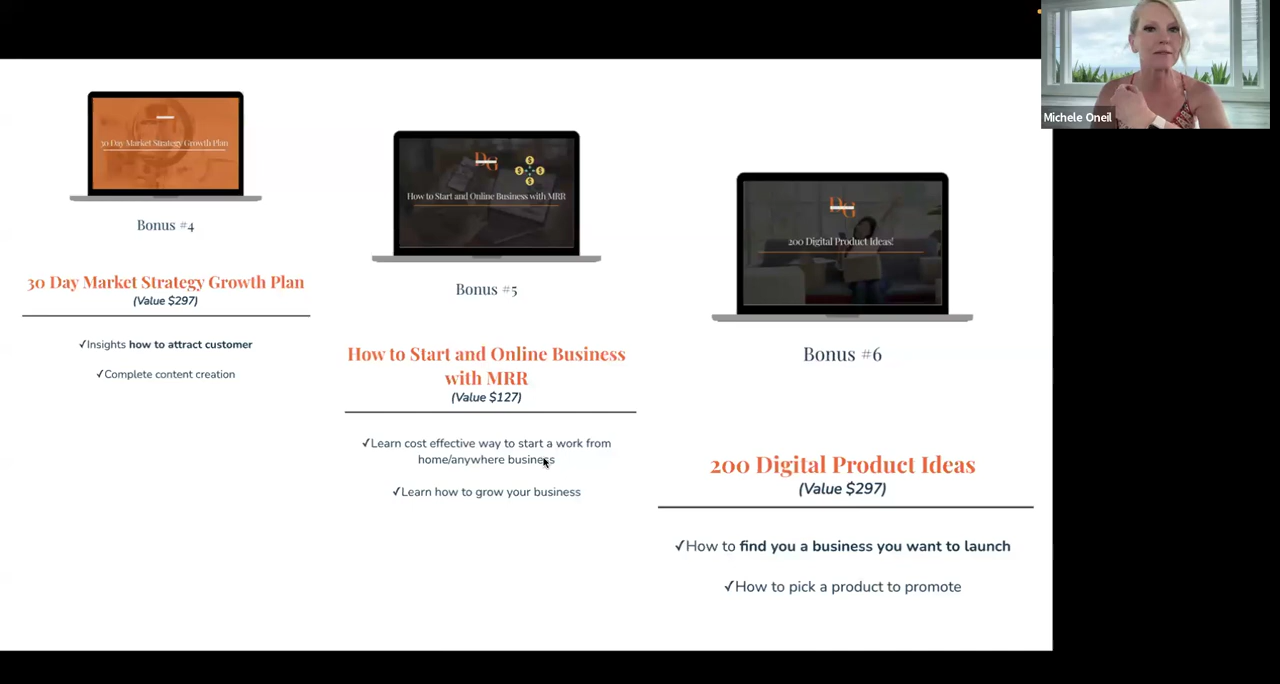 Michele Oneil
30 Day Market Strategy Growth Plan
Bonus #4
30 Day Market Strategy Growth Plan
(Value $297)
✓Insights how to attract customer
✓Complete content creation
DG
How to Start and Online Business with MRR
Bonus #5
How to Start and Online Business
with MRR
(Value $127)
✓Learn cost effective way to start a work from
home/anywhere business
✓Learn how to grow your business
DG
200 Digital Product Ideas!
Bonus #6
200 Digital Product Ideas
(Value $297)
✓How to find you a business you want to launch
✓How to pick a product to promote